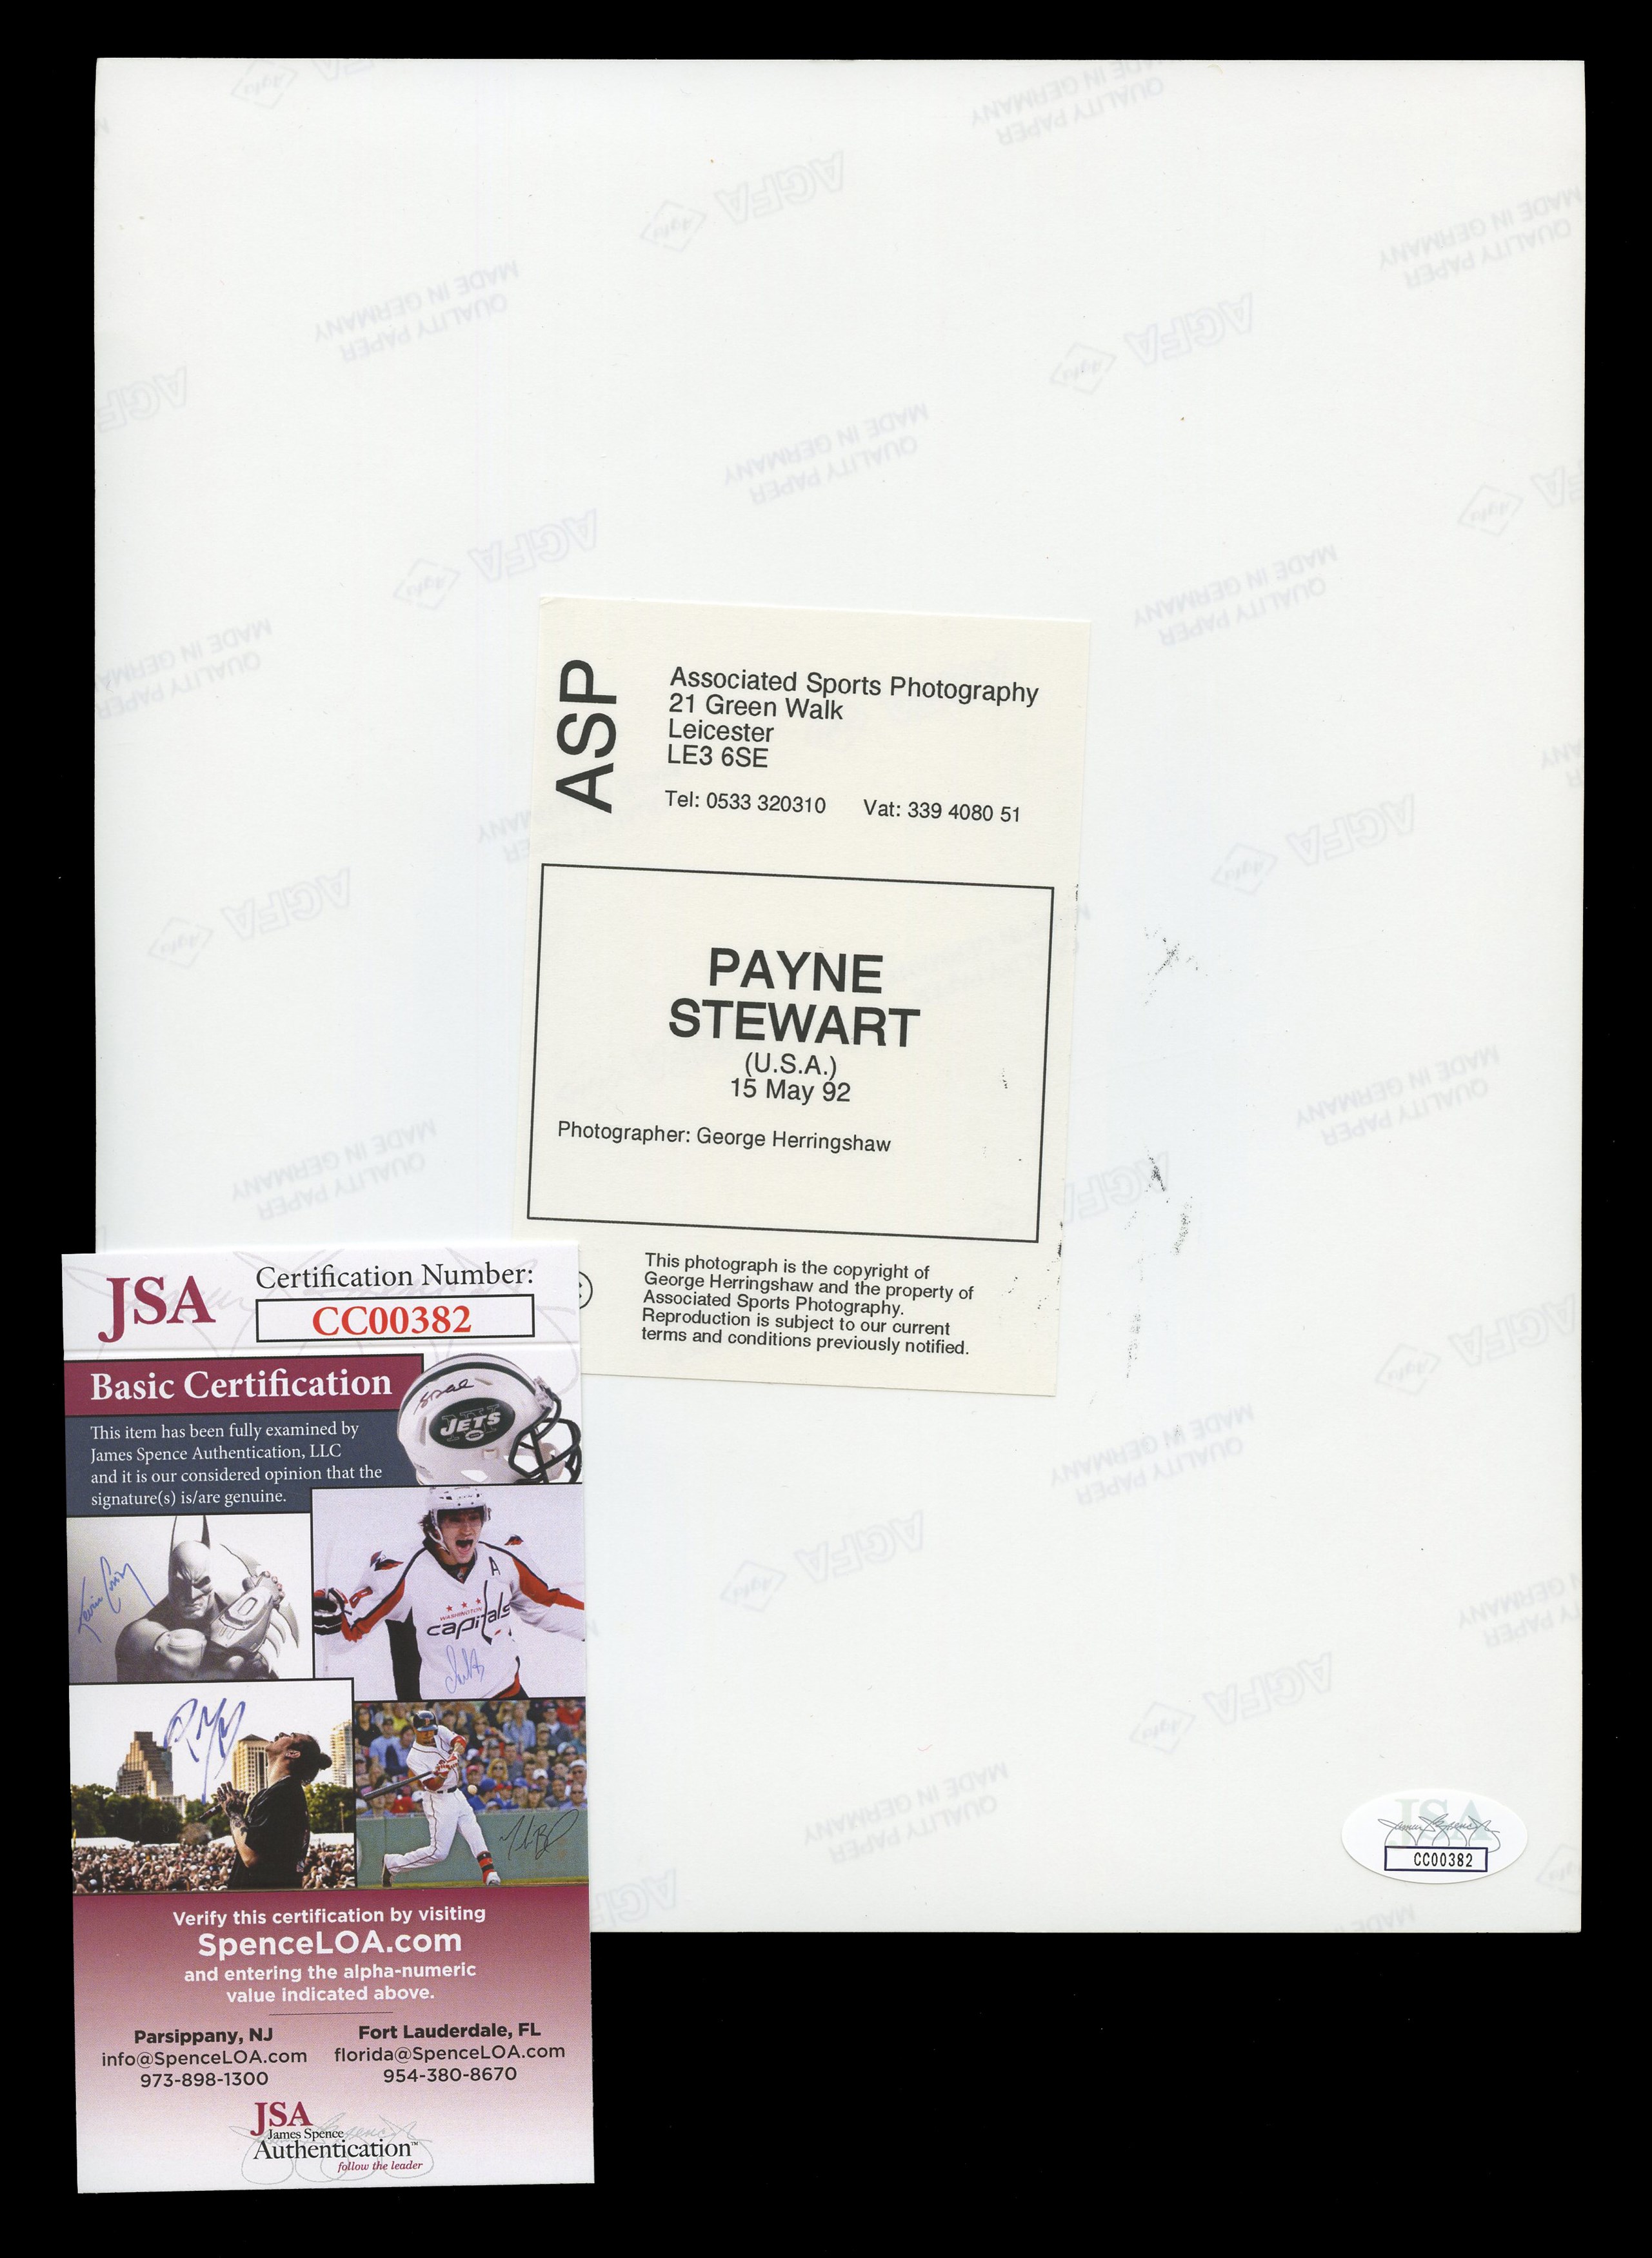 ASP
Associated Sports Photography
21 Green Walk
Leicester
LE3 6SE
Tel: 0533 320310 Vat: 339 4080 51
PAYNE
STEWART
(U.S.A.)
15 May 92
Photographer: George Herringshaw
This photograph is the copyright of
George Herringshaw and the property of
Associated Sports Photography.
Reproduction is subject to our current
terms and conditions previously notified.
JSA
Certification Number:
CC00382
Basic Certification
This item has been fully examined by
James Spence Authentication, LLC
and it is our considered opinion that the
signature(s) is/are genuine.
JETS
A
WASHINGTON
capitals
Verify this certification by visiting
SpenceLOA.com
and entering the alpha-numeric
value indicated above.
Parsippany, NJ
info@SpenceLOA.com
973-898-1300
Fort Lauderdale, FL
florida@SpenceLOA.com
954-380-8670
JSA
James Spence
Authentication™
follow the leader
JSA
CC00382
AGFA
Agfa
QUALITY PAPER
MADE IN GERMANY